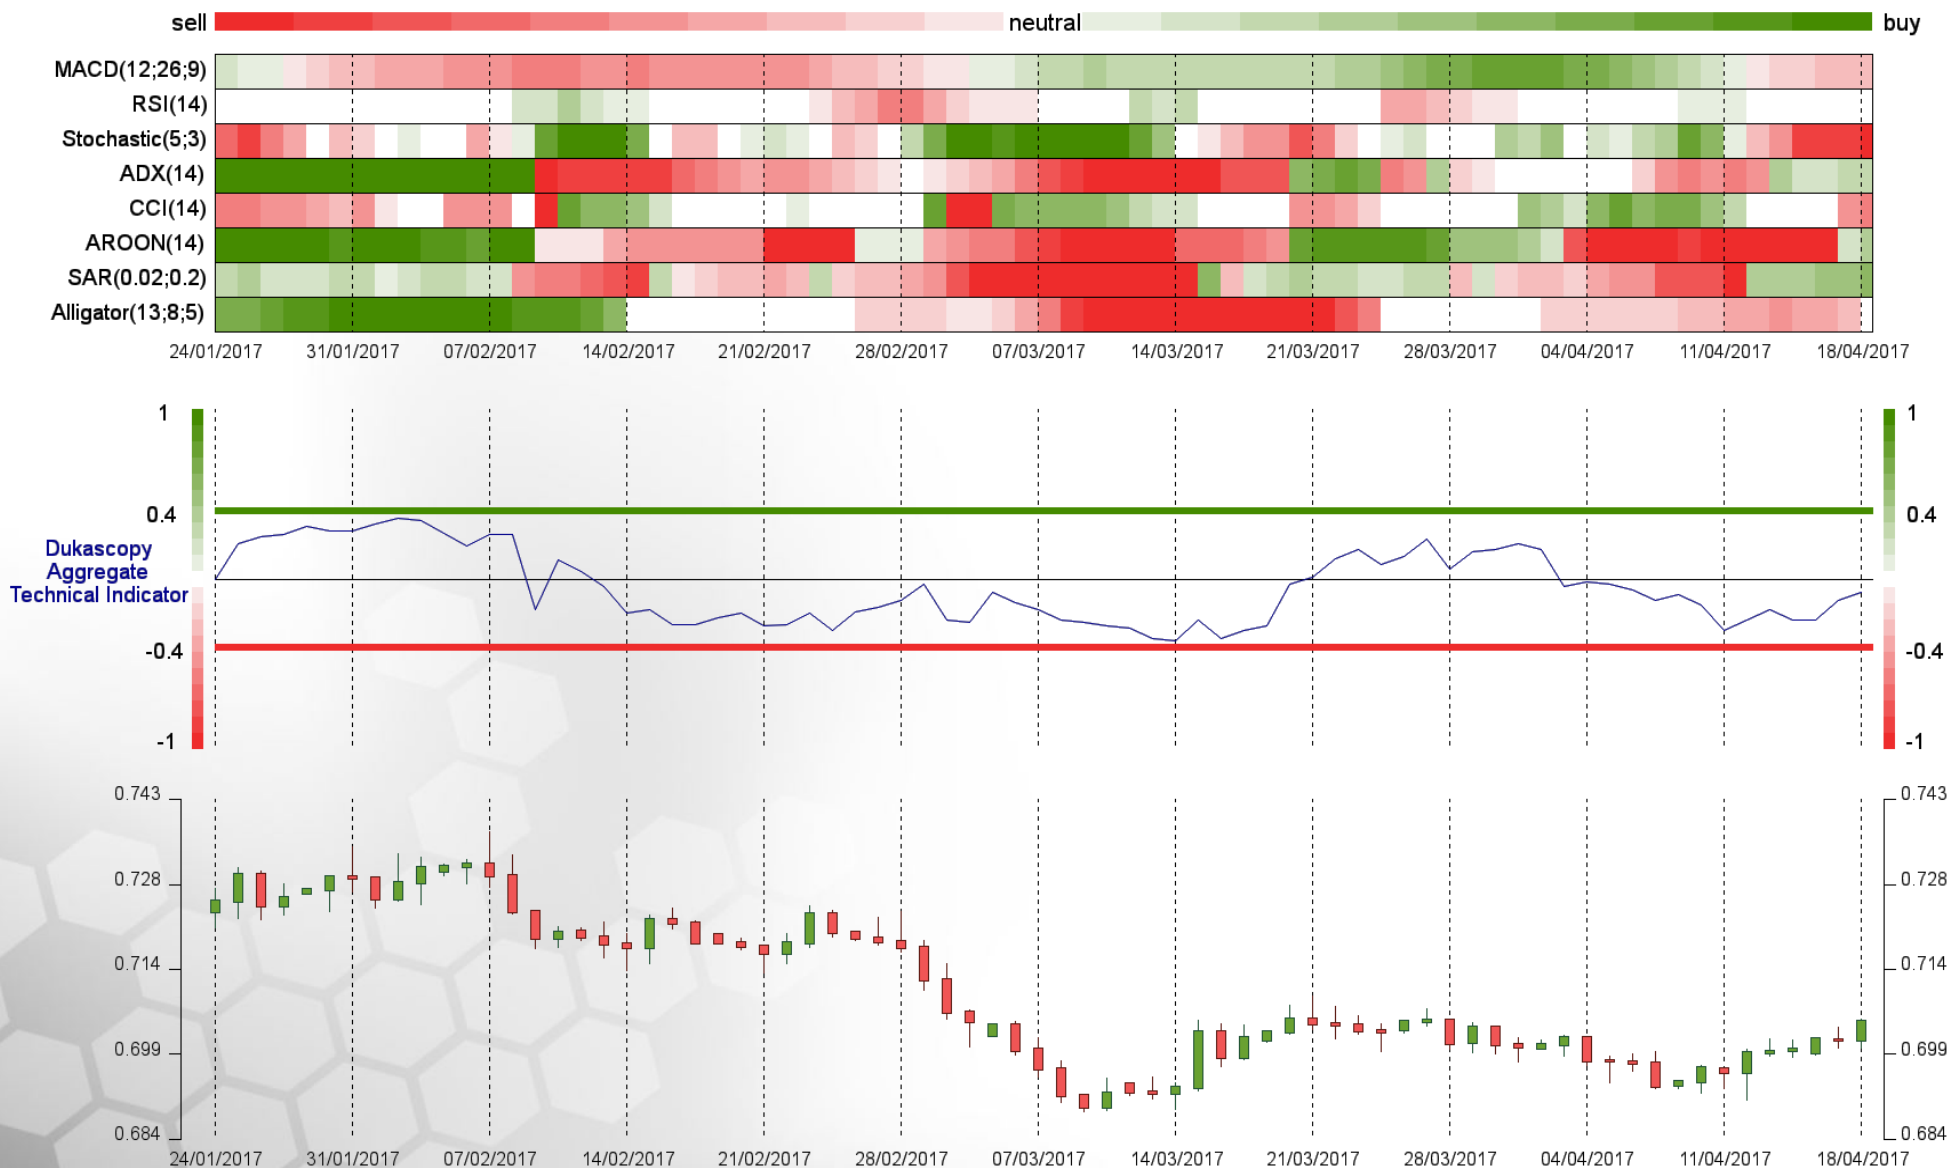 sell neutral buy
MACD(12;26;9)
RSI(14)
Stochastic(5;3)
ADX(14)
CCI(14)
AROON(14)
SAR(0.02;0.2)
Alligator(13;8;5)
24/01/2017 31/01/2017 07/02/2017 14/02/2017 21/02/2017 28/02/2017 07/03/2017 14/03/2017 21/03/2017 28/03/2017 04/04/2017 11/04/2017 18/04/2017
1 1
0.4 0.4
Dukascopy
Aggregate
Technical Indicator
-0.4 -0.4
-1 -1
0.743 0.743
0.728 0.728
0.714 0.714
0.699 0.699
0.684 0.684
24/01/2017 31/01/2017 07/02/2017 14/02/2017 21/02/2017 28/02/2017 07/03/2017 14/03/2017 21/03/2017 28/03/2017 04/04/2017 11/04/2017 18/04/2017